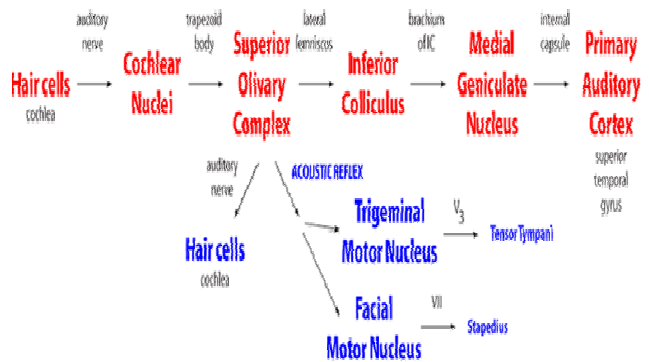 auditory
nerve
trapezoid
body
Superior
Olivary
Complex
lateral
lemniscos
brachium
of IC
Medial
Geniculate
Nucleus
internal
capsule
Primary
Auditory
Cortex
Hair cells
cochlea
Cochlear
Nuclei
Inferior
Colliculus
superior
temporal
gyrus
auditory
nerve
ACOUSTIC REFLEX
Hair cells
cochlea
Trigeminal
Motor Nucleus
V3
Tensor Tympani
Facial
Motor Nucleus
VII
Stapedius